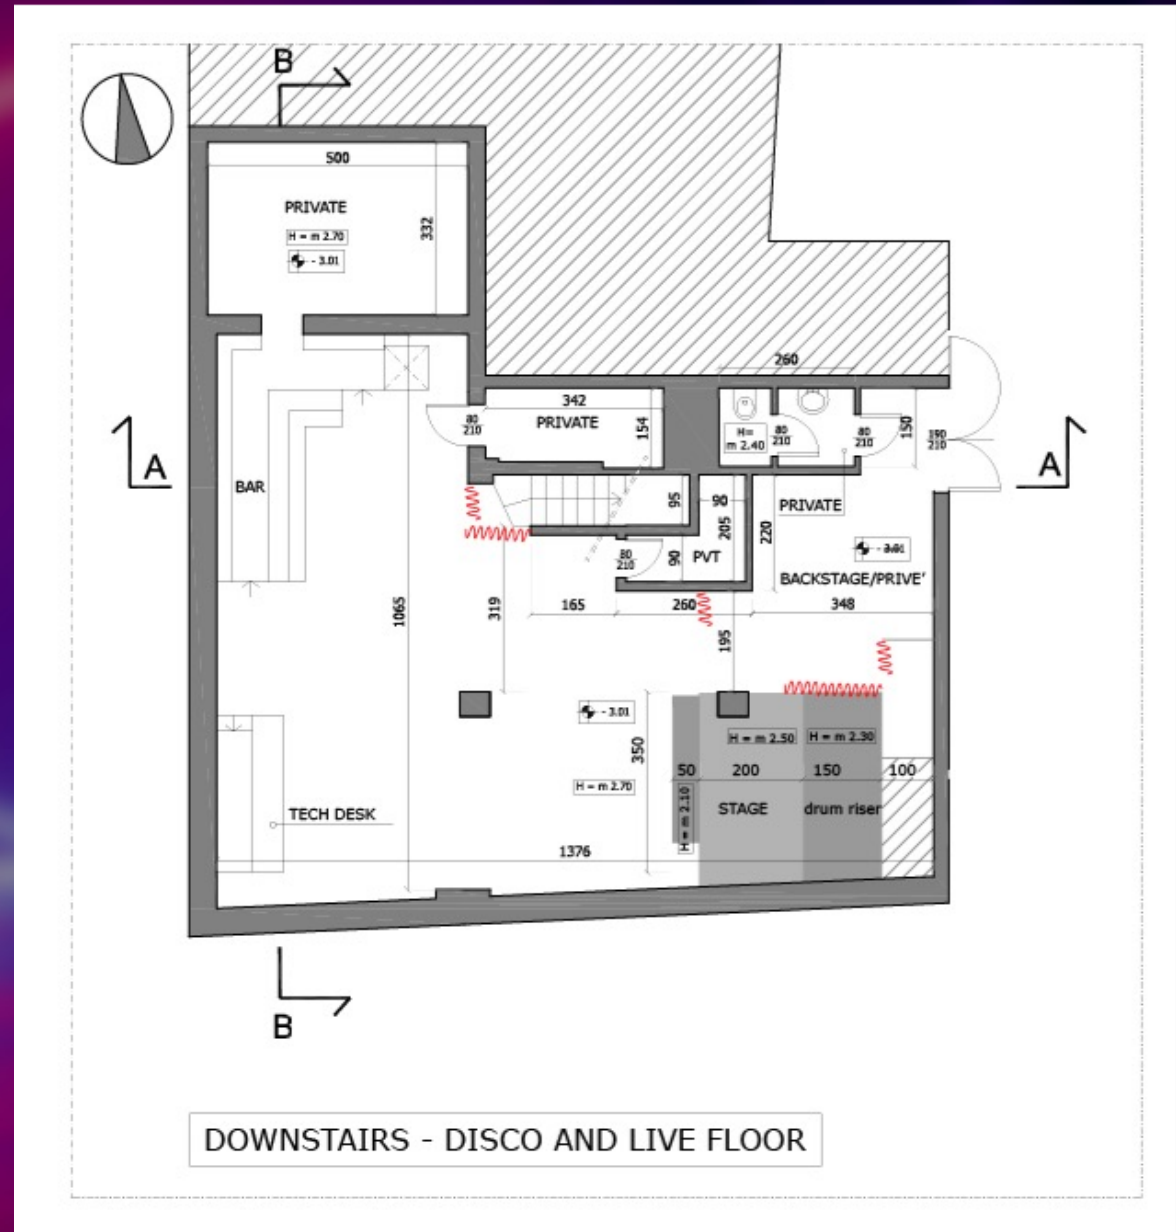 B
500
PRIVATE
332
H = m 2.70
- 3.01
260
342
PRIVATE
154
80
210
H=
m 2.40
80
210
80
210
150
190
210
A
A
BAR
95
90
205
PRIVATE
220
- 3.01
80
210
90
PVT
BACKSTAGE/PRIVE'
1065
319
165
260
348
195
- 3.01
350
H = m 2.50
H = m 2.30
50
200
150
100
H = m 2.70
H = m 2.10
STAGE
drum riser
TECH DESK
1376
B
DOWNSTAIRS - DISCO AND LIVE FLOOR